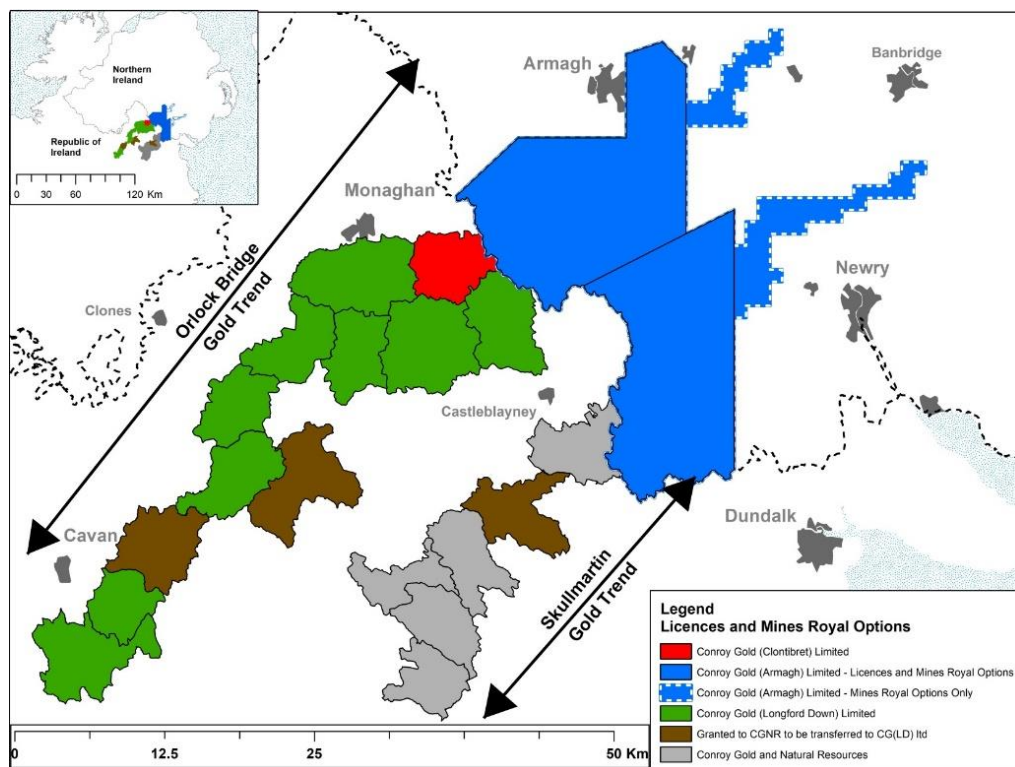 Northern
Ireland
Republic of
Ireland
0 30 60 120 Km
Armagh
Banbridge
Monaghan
Orlock Bridge
Gold Trend
Clones
Newry
Castleblayney
Cavan
Dundalk
Skullmartin
Gold Trend
Legend
Licences and Mines Royal Options
Conroy Gold (Clontibret) Limited
Conroy Gold (Armagh) Limited - Licences and Mines Royal Options
Conroy Gold (Armagh) Limited - Mines Royal Options Only
Conroy Gold (Longford Down) Limited
Granted to CGNR to be transferred to CG(LD) ltd
Conroy Gold and Natural Resources
0 12.5 25 50 Km